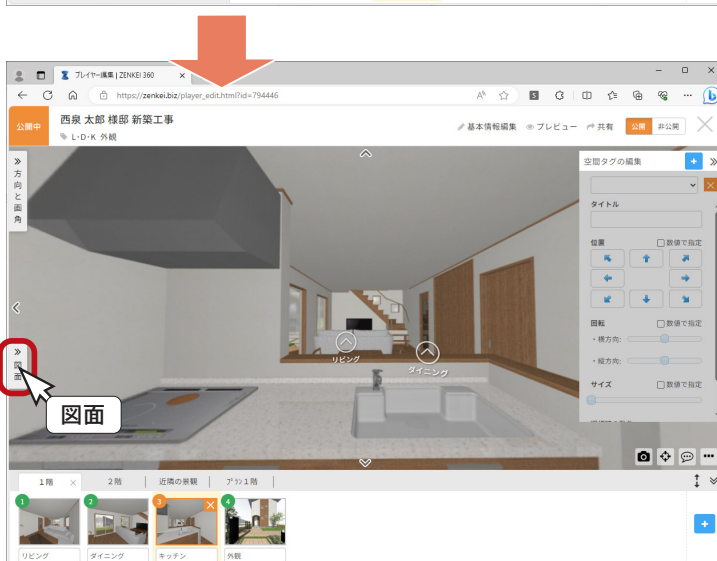 プレイヤー編集 | ZENKEI 360
https://zenkei.biz/player_edit.html?id=794446
公開中
西泉 太郎 様邸 新築工事
L･D･K 外観
基本情報編集
プレビュー
共有
公開
非公開
方向と画角
空間タグの編集
タイトル
位置
数値で指定
回転
数値で指定
・横方向:
・縦方向:
サイズ
数値で指定
リビング
ダイニング
図面
図面
1階
2階
近隣の景観
プラン1階
1
2
3
4
リビング
ダイニング
キッチン
外観